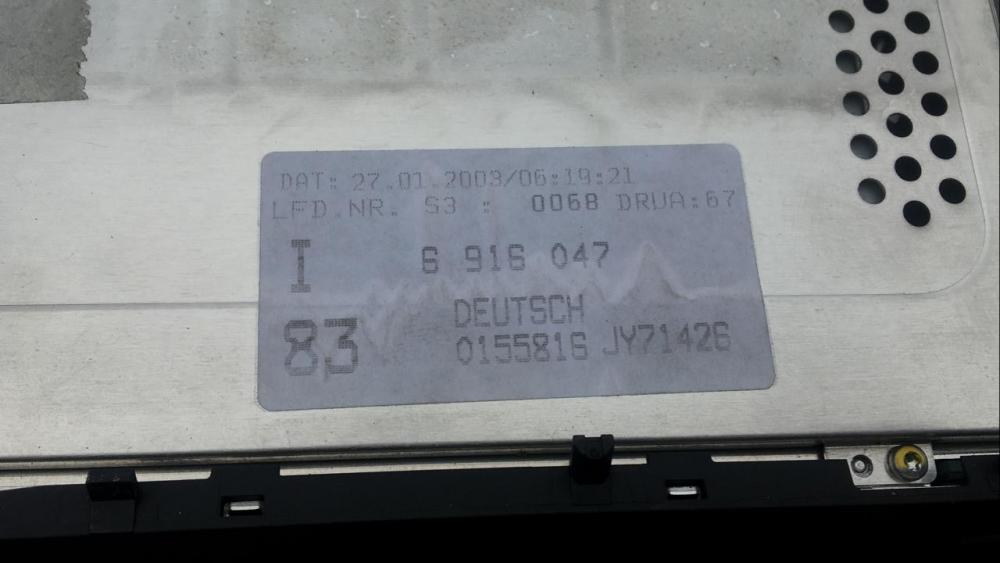 DAT: 27.01.2003/06:19:21
LFD.NR. S3 : 0068 DRUA:67
I 6 916 047
DEUTSCH
83 0155816 JY71426